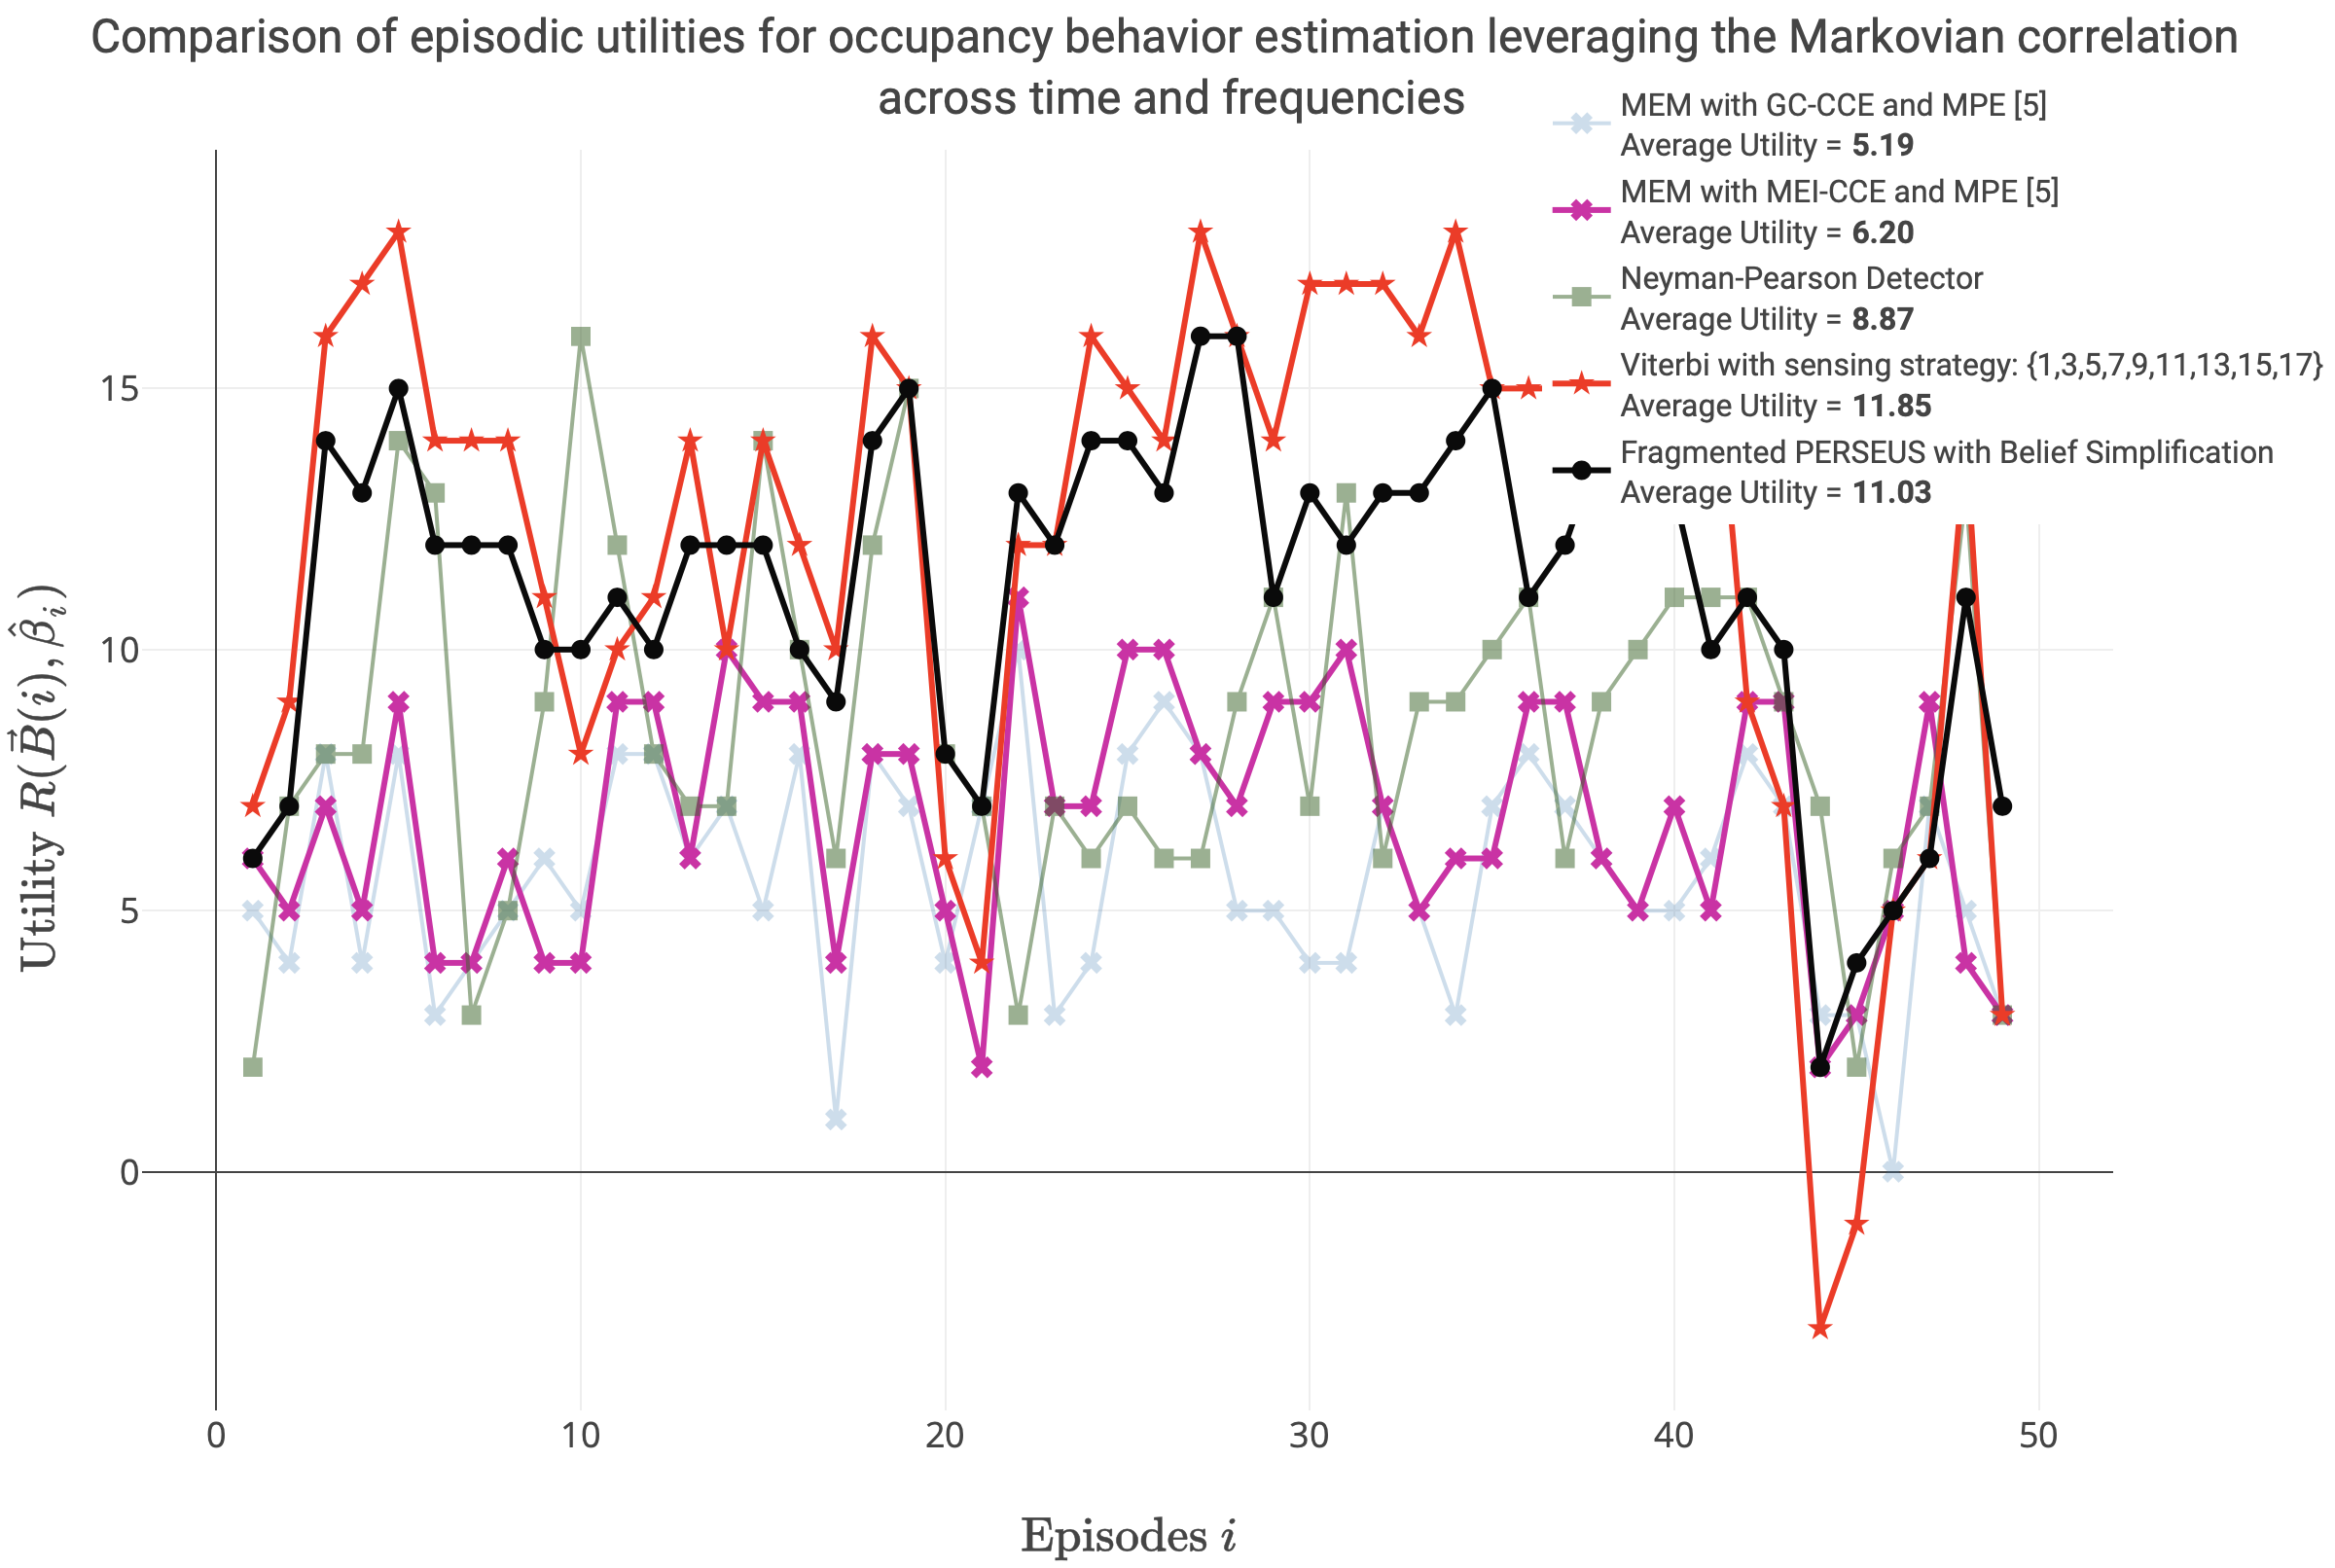 Comparison of episodic utilities for occupancy behavior estimation leveraging the Markovian correlation
across time and frequencies
MEM with GC-CCE and MPE [5]
Average Utility = 5.19
MEM with MEI-CCE and MPE [5]
Average Utility = 6.20
Neyman-Pearson Detector
Average Utility = 8.87
Viterbi with sensing strategy: {1,3,5,7,9,11,13,15,17}
Average Utility = 11.85
Fragmented PERSEUS with Belief Simplification
Average Utility = 11.03
Utility R(B⃗(i), β̂ᵢ)
15
10
5
0
0 10 20 30 40 50
Episodes i